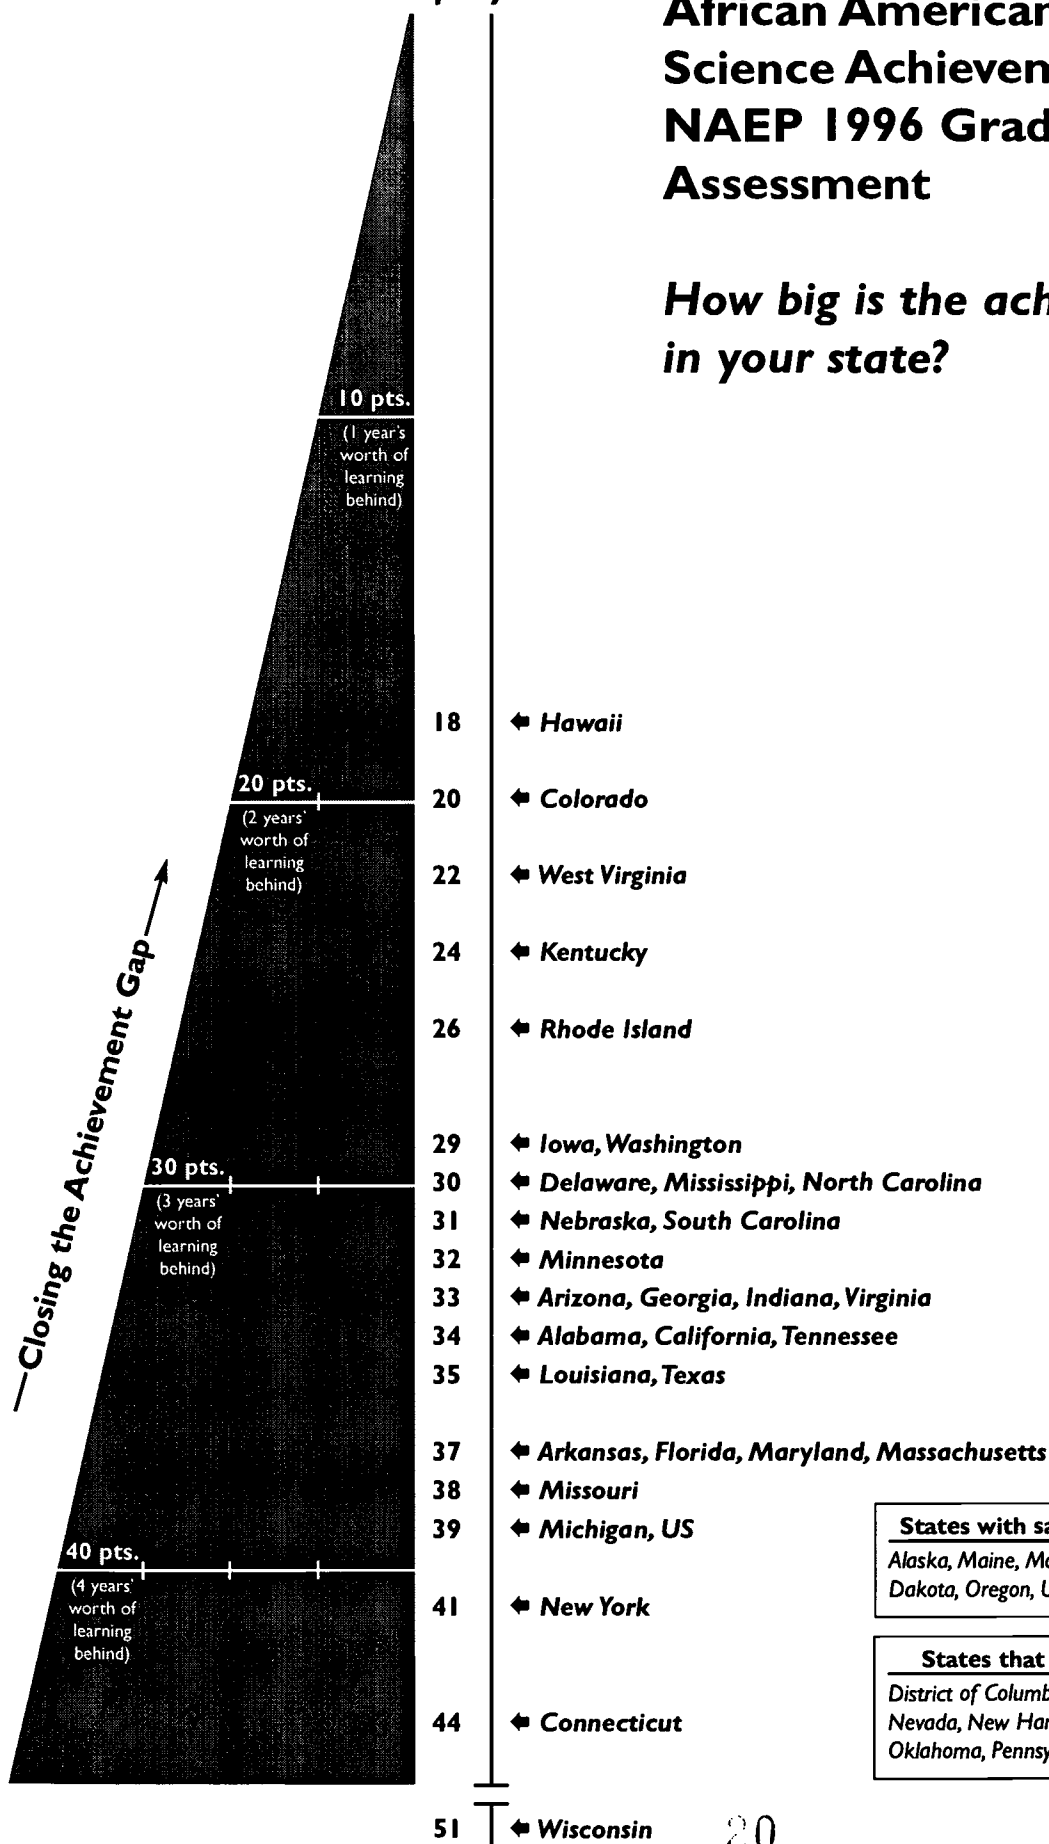 African American
Science Achievem
NAEP 1996 Grad
Assessment
How big is the ach
in your state?
10 pts.
(1 year's
worth of
learning
behind)
18 Hawaii
20 pts.
20 Colorado
(2 years'
worth of
learning
behind)
22 West Virginia
24 Kentucky
26 Rhode Island
Closing the Achievement Gap
29 Iowa, Washington
30 pts.
30 Delaware, Mississippi, North Carolina
(3 years'
worth of
learning
behind)
31 Nebraska, South Carolina
32 Minnesota
33 Arizona, Georgia, Indiana, Virginia
34 Alabama, California, Tennessee
35 Louisiana, Texas
37 Arkansas, Florida, Maryland, Massachusetts
38 Missouri
39 Michigan, US
40 pts.
(4 years'
worth of
learning
behind)
41 New York
44 Connecticut
51 Wisconsin
States with sa
Alaska, Maine, Mo
Dakota, Oregon, U
States that
District of Columb
Nevada, New Ham
Oklahoma, Pennsy
20